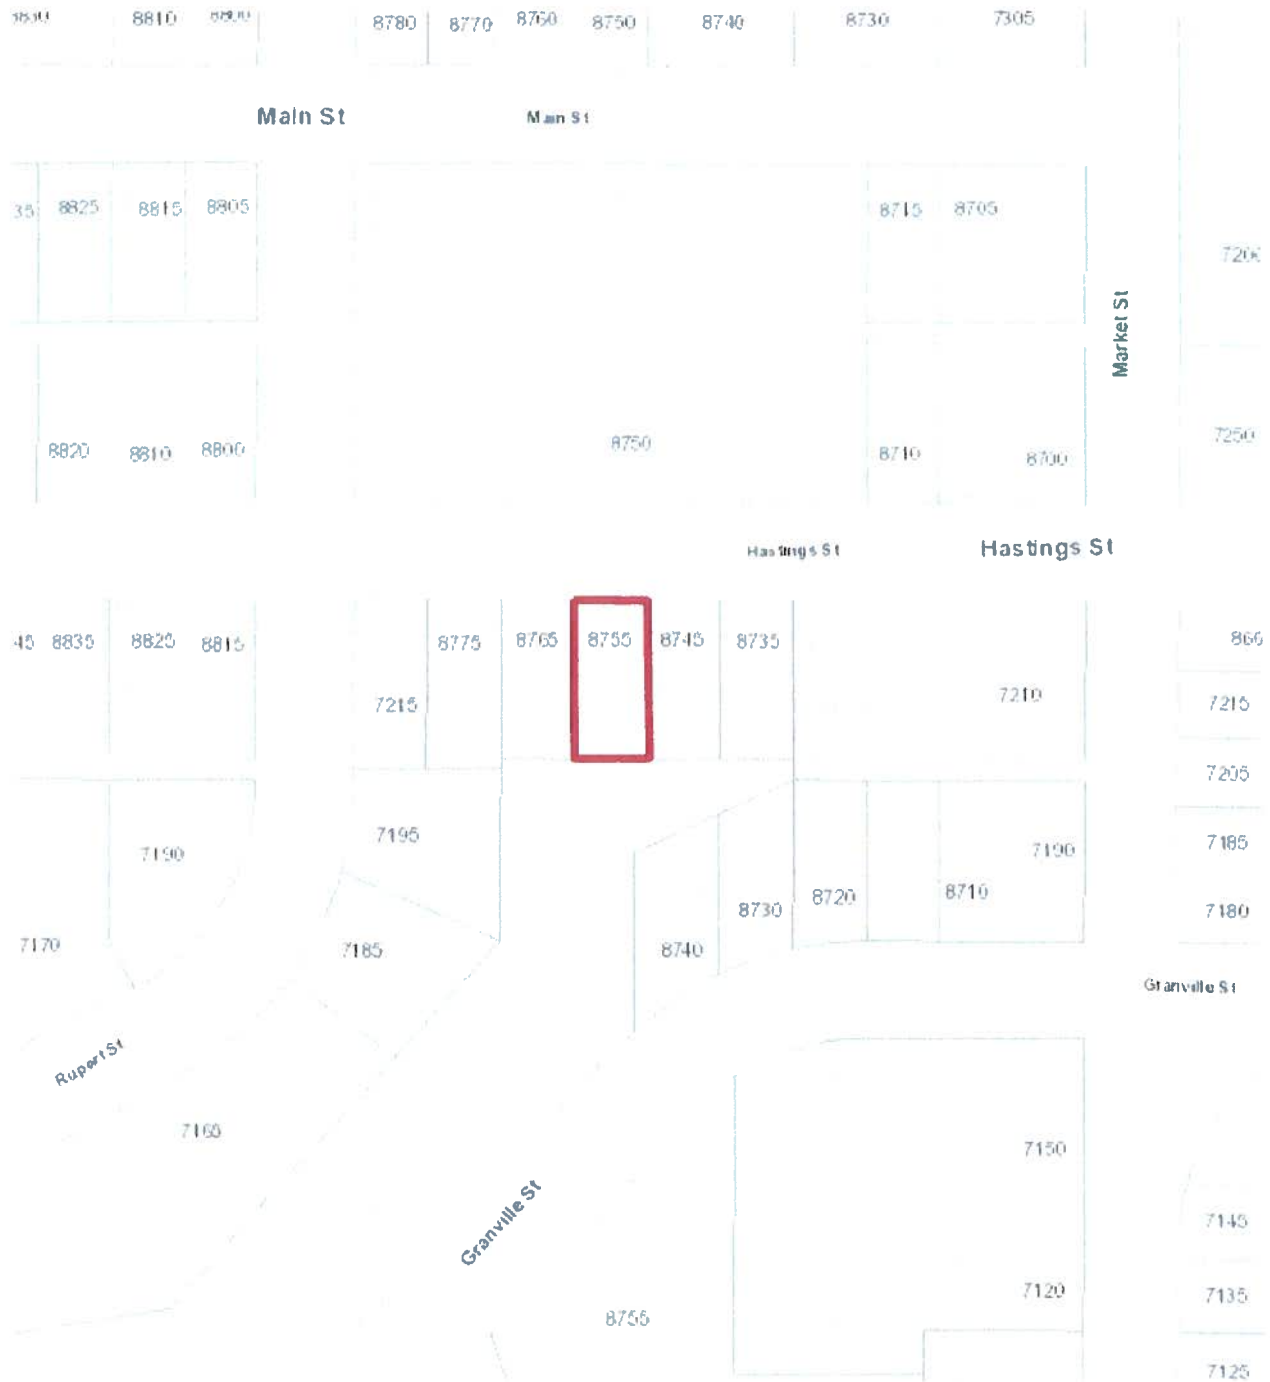 8810 8800
8780 8770 8760 8750 8740 8730 7305
Main St Main St
35 8825 8815 8805 8715 8705
Market St
7250
8820 8810 8800 8750 8710 8700
Hastings St Hastings St
45 8835 8825 8815 8775 8765 8755 8745 8735
7215 7210 7215
7205
7190 7195 7190 7185
8730 8720 8710 7180
7170 7185 8740
Granville St
Rupert St
7160
7150
Granville St
7145
7120 7135
8755
7125